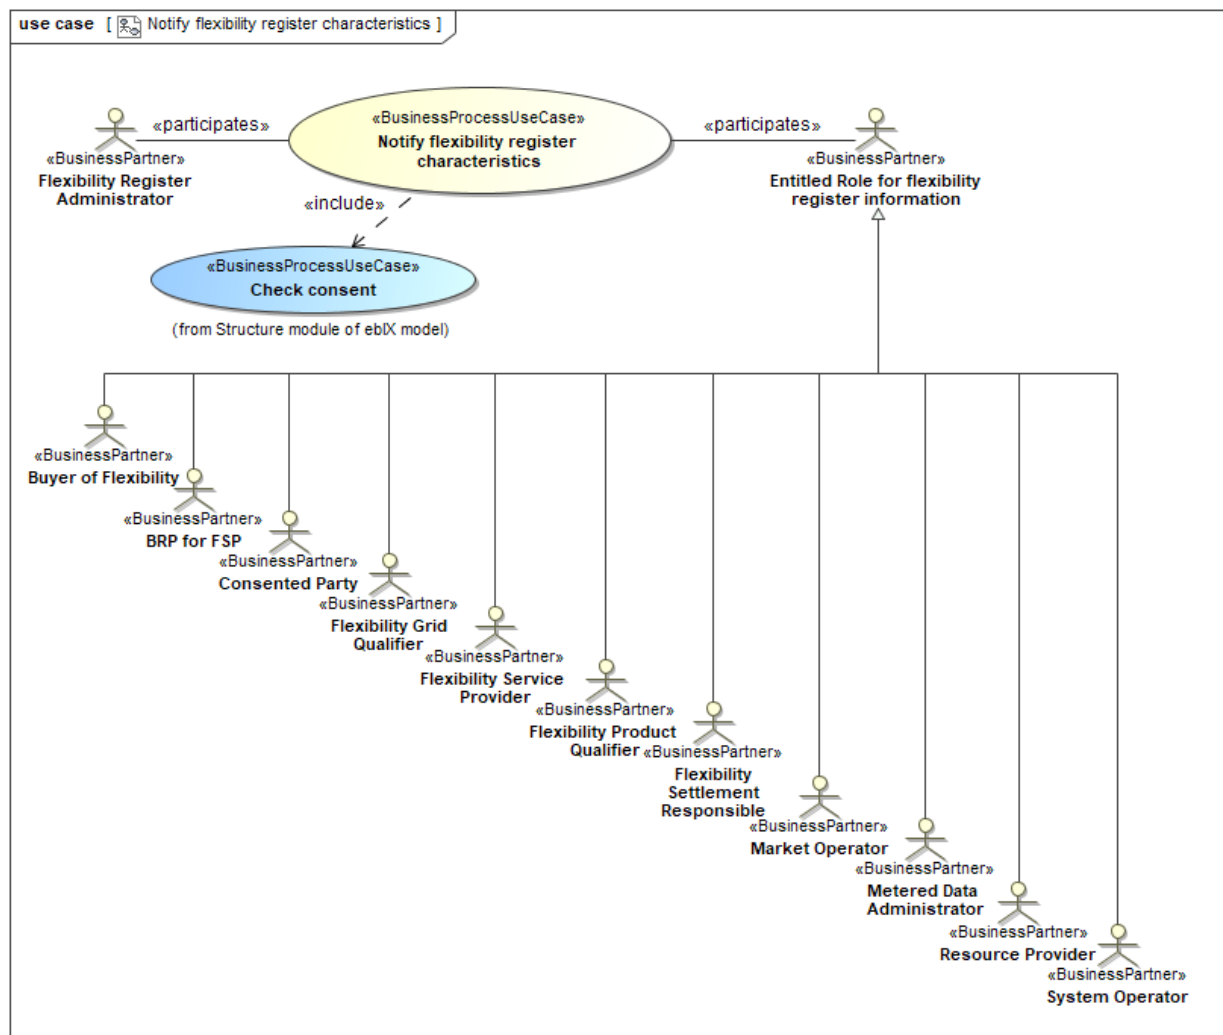 use case [ Notify flexibility register characteristics ]
«participates»
«BusinessProcessUseCase»
Notify flexibility register
characteristics
«participates»
«BusinessPartner»
Flexibility Register
Administrator
«BusinessPartner»
Entitled Role for flexibility
register information
«include»
«BusinessProcessUseCase»
Check consent
(from Structure module of ebIX model)
«BusinessPartner»
Buyer of Flexibility
«BusinessPartner»
BRP for FSP
«BusinessPartner»
Consented Party
«BusinessPartner»
Flexibility Grid
Qualifier
«BusinessPartner»
Flexibility Service
Provider
«BusinessPartner»
Flexibility Product
Qualifier
«BusinessPartner»
Flexibility
Settlement
Responsible
«BusinessPartner»
Market Operator
«BusinessPartner»
Metered Data
Administrator
«BusinessPartner»
Resource Provider
«BusinessPartner»
System Operator